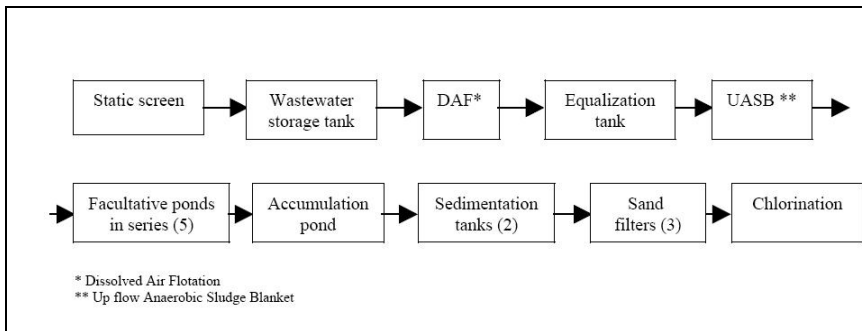 Static screen
Wastewater
storage tank
DAF*
Equalization
tank
UASB **
Facultative ponds
in series (5)
Accumulation
pond
Sedimentation
tanks (2)
Sand
filters (3)
Chlorination
* Dissolved Air Flotation
** Up flow Anaerobic Sludge Blanket